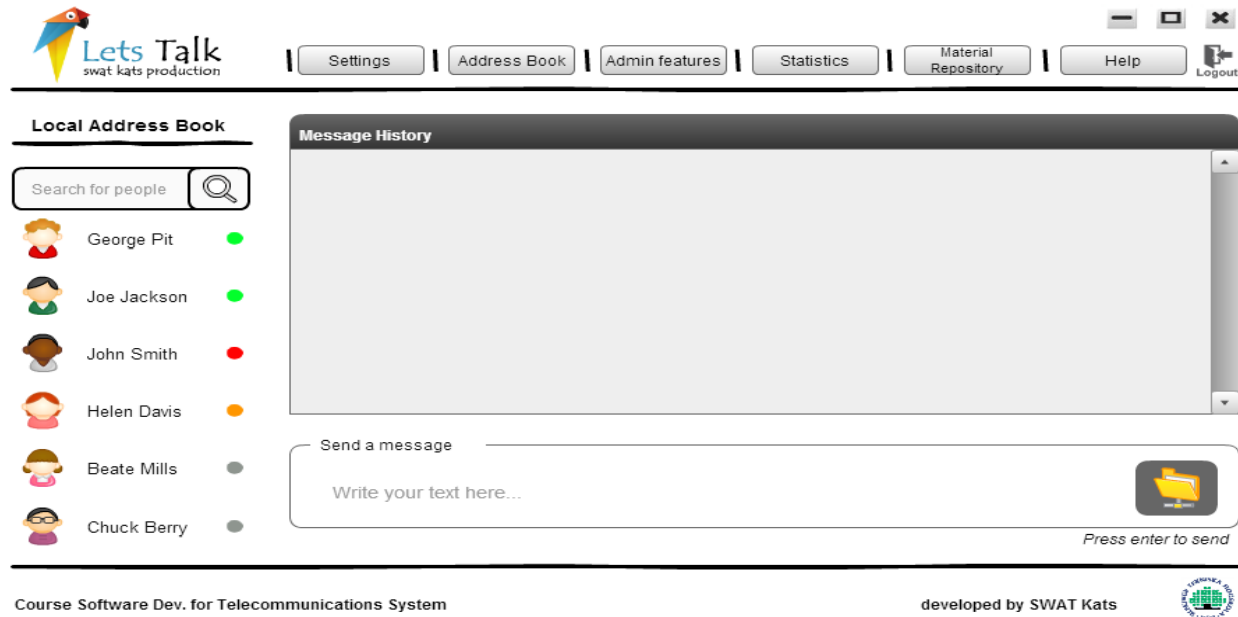 Lets Talk
swat kats production
Settings
Address Book
Admin features
Statistics
Material
Repository
Help
Logout
Local Address Book
Search for people
George Pit
Joe Jackson
John Smith
Helen Davis
Beate Mills
Chuck Berry
Message History
Send a message
Write your text here...
Press enter to send
Course Software Dev. for Telecommunications System
developed by SWAT Kats